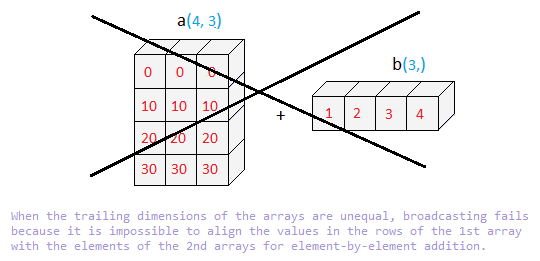 a(4, 3)
b(3,)
0 0 0
10 10 10
+
1 2 3 4
20 20 20
30 30 30
When the trailing dimensions of the arrays are unequal, broadcasting fails
because it is impossible to align the values in the rows of the 1st array
with the elements of the 2nd arrays for element-by-element addition.